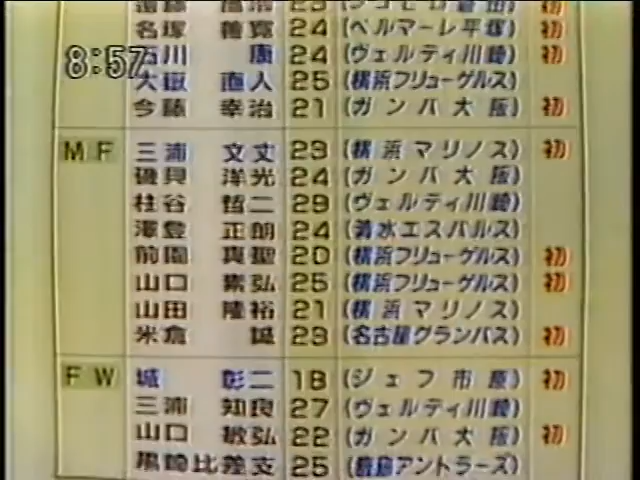 8:57
名塚 善寛 24 (ベルマーレ平塚) 初
石川 康 24 (ヴェルディ川崎) 初
大嶽 直人 25 (横浜フリューゲルス)
今藤 幸治 21 (ガンバ大阪) 初
MF 三浦 文丈 23 (横浜マリノス) 初
礒貝 洋光 24 (ガンバ大阪)
柱谷 哲二 29 (ヴェルディ川崎)
澤登 正朗 24 (清水エスパルス)
前園 真聖 20 (横浜フリューゲルス) 初
山口 素弘 25 (横浜フリューゲルス) 初
山田 隆裕 21 (横浜マリノス)
米倉 誠 23 (名古屋グランパス) 初
FW 城 彰二 18 (ジェフ市原) 初
三浦 知良 27 (ヴェルディ川崎)
山口 敏弘 22 (ガンバ大阪) 初
黒崎比差支 25 (鹿島アントラーズ)